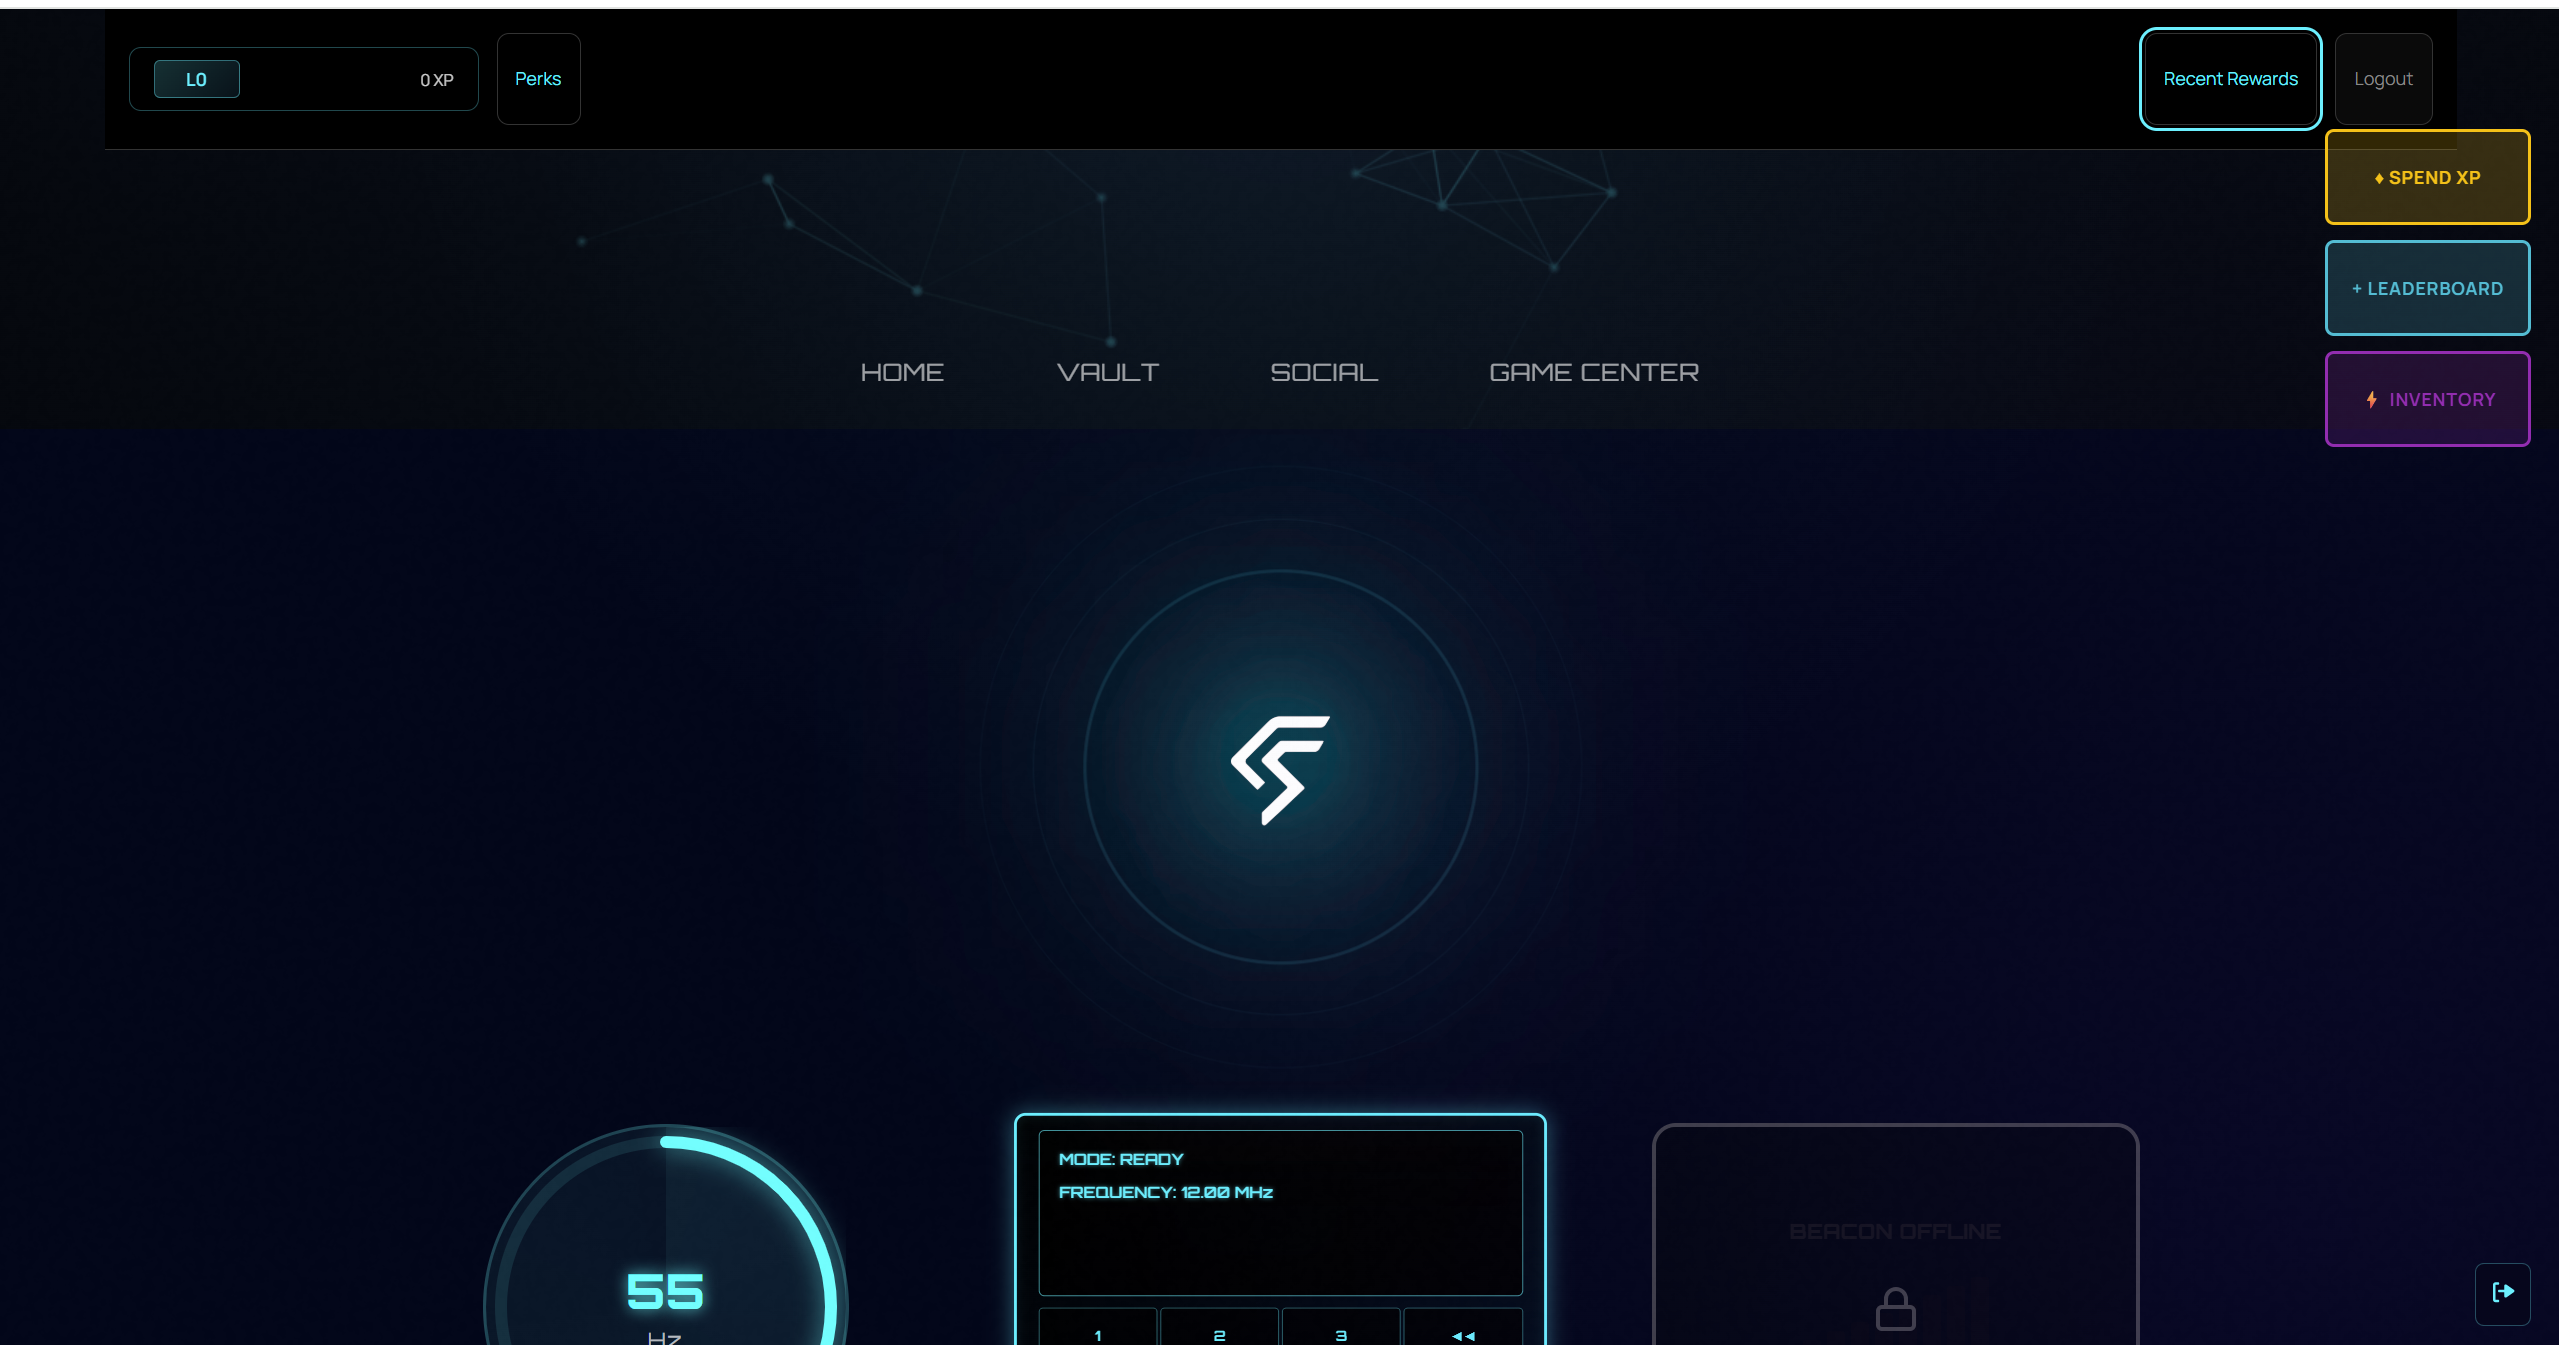 L0
0 XP
Perks
Recent Rewards
Logout
♦ SPEND XP
+ LEADERBOARD
⚡ INVENTORY
HOME
VAULT
SOCIAL
GAME CENTER
MODE: READY
FREQUENCY: 12.00 MHz
BEACON OFFLINE
55
Hz
1
2
3
◄◄